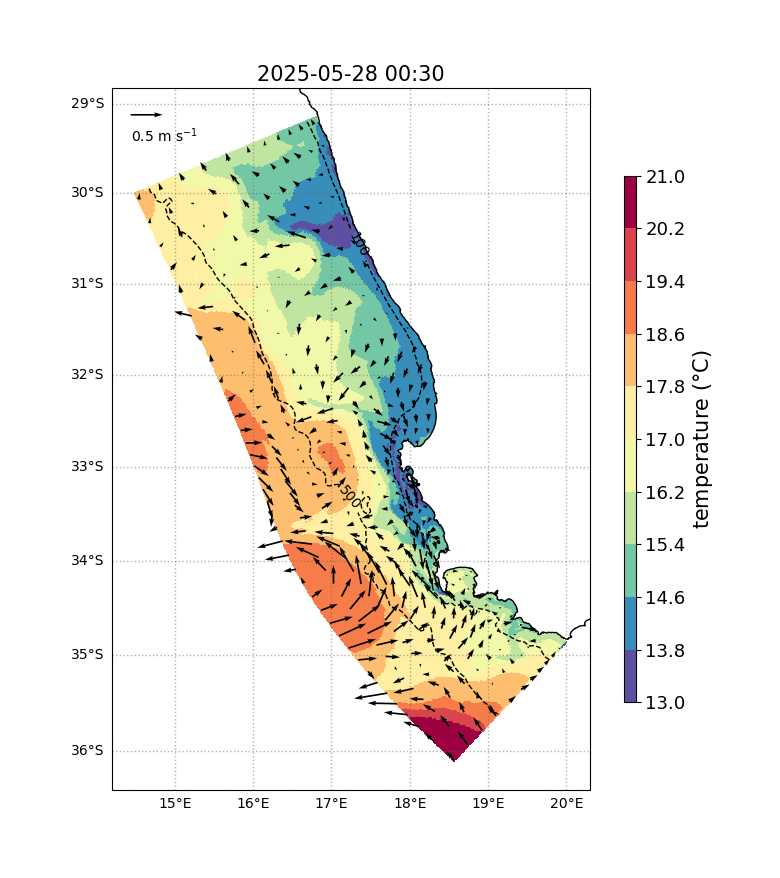 2025-05-28 00:30
29°S
0.5 m s⁻¹
30°S
31°S
32°S
33°S
34°S
35°S
36°S
100
500
15°E
16°E
17°E
18°E
19°E
20°E
21.0
20.2
19.4
18.6
17.8
17.0
16.2
15.4
14.6
13.8
13.0
temperature (°C)